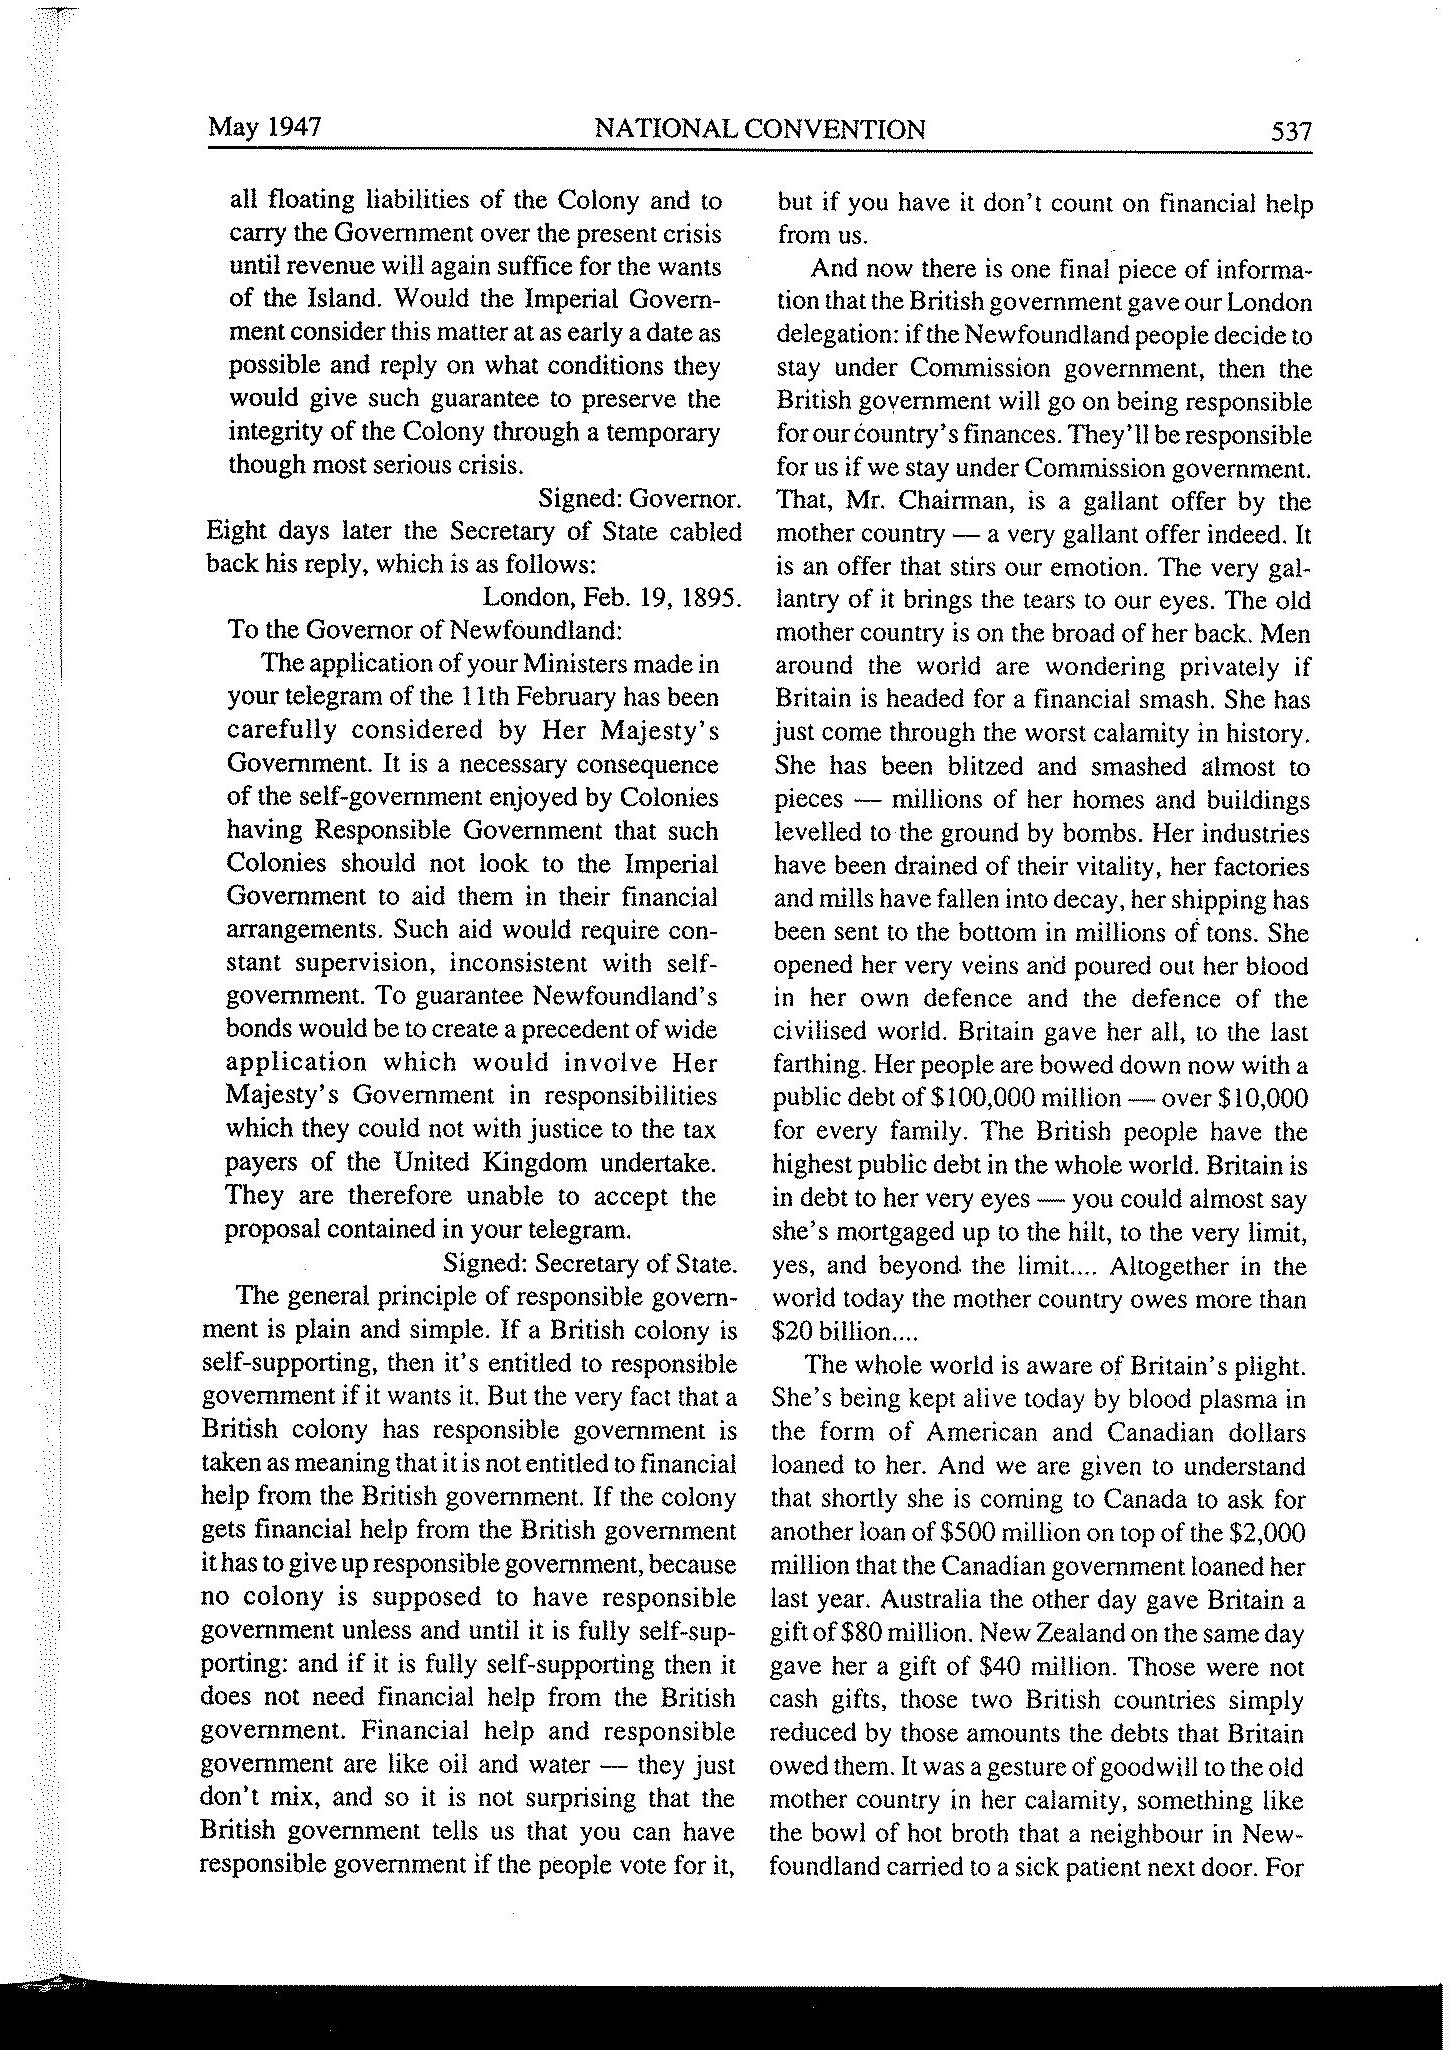 May 1947 NATIONAL CONVENTION 537
all floating liabilities of the Colony and to
carry the Government over the present crisis
until revenue will again suffice for the wants
of the Island. Would the Imperial Govern-
ment consider this matter at as early a date as
possible and reply on what conditions they
would give such guarantee to preserve the
integrity of the Colony through a temporary
though most serious crisis.
Signed: Governor.
Eight days later the Secretary of State cabled
back his reply, which is as follows:
London, Feb. 19, 1895.
To the Governor of Newfoundland:
The application of your Ministers made in
your telegram of the 11th February has been
carefully considered by Her Majesty's
Government. It is a necessary consequence
of the self-government enjoyed by Colonies
having Responsible Government that such
Colonies should not look to the Imperial
Government to aid them in their financial
arrangements. Such aid would require con-
stant supervision, inconsistent with self-
government. To guarantee Newfoundland's
bonds would be to create a precedent of wide
application which would involve Her
Majesty's Government in responsibilities
which they could not with justice to the tax
payers of the United Kingdom undertake.
They are therefore unable to accept the
proposal contained in your telegram.
Signed: Secretary of State.
The general principle of responsible govern-
ment is plain and simple. If a British colony is
self-supporting, then it's entitled to responsible
government if it wants it. But the very fact that a
British colony has responsible government is
taken as meaning that it is not entitled to financial
help from the British government. If the colony
gets financial help from the British government
it has to give up responsible government, because
no colony is supposed to have responsible
government unless and until it is fully self-sup-
porting: and if it is fully self-supporting then it
does not need financial help from the British
government. Financial help and responsible
government are like oil and water — they just
don't mix, and so it is not surprising that the
British government tells us that you can have
responsible government if the people vote for it,
but if you have it don't count on financial help
from us.
And now there is one final piece of informa-
tion that the British government gave our London
delegation: if the Newfoundland people decide to
stay under Commission government, then the
British government will go on being responsible
for our country's finances. They'll be responsible
for us if we stay under Commission government.
That, Mr. Chairman, is a gallant offer by the
mother country — a very gallant offer indeed. It
is an offer that stirs our emotion. The very gal-
lantry of it brings the tears to our eyes. The old
mother country is on the broad of her back. Men
around the world are wondering privately if
Britain is headed for a financial smash. She has
just come through the worst calamity in history.
She has been blitzed and smashed almost to
pieces — millions of her homes and buildings
levelled to the ground by bombs. Her industries
have been drained of their vitality, her factories
and mills have fallen into decay, her shipping has
been sent to the bottom in millions of tons. She
opened her very veins and poured out her blood
in her own defence and the defence of the
civilised world. Britain gave her all, to the last
farthing. Her people are bowed down now with a
public debt of $100,000 million — over $10,000
for every family. The British people have the
highest public debt in the whole world. Britain is
in debt to her very eyes — you could almost say
she's mortgaged up to the hilt, to the very limit,
yes, and beyond the limit.... Altogether in the
world today the mother country owes more than
$20 billion....
The whole world is aware of Britain's plight.
She's being kept alive today by blood plasma in
the form of American and Canadian dollars
loaned to her. And we are given to understand
that shortly she is coming to Canada to ask for
another loan of $500 million on top of the $2,000
million that the Canadian government loaned her
last year. Australia the other day gave Britain a
gift of $80 million. New Zealand on the same day
gave her a gift of $40 million. Those were not
cash gifts, those two British countries simply
reduced by those amounts the debts that Britain
owed them. It was a gesture of goodwill to the old
mother country in her calamity, something like
the bowl of hot broth that a neighbour in New-
foundland carried to a sick patient next door. For